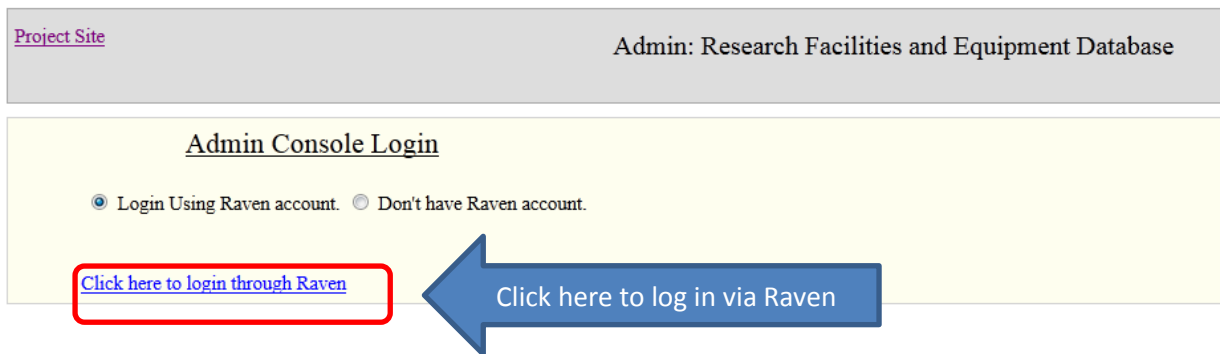 Project Site
Admin: Research Facilities and Equipment Database
Admin Console Login
Login Using Raven account. Don't have Raven account.
Click here to login through Raven
Click here to log in via Raven